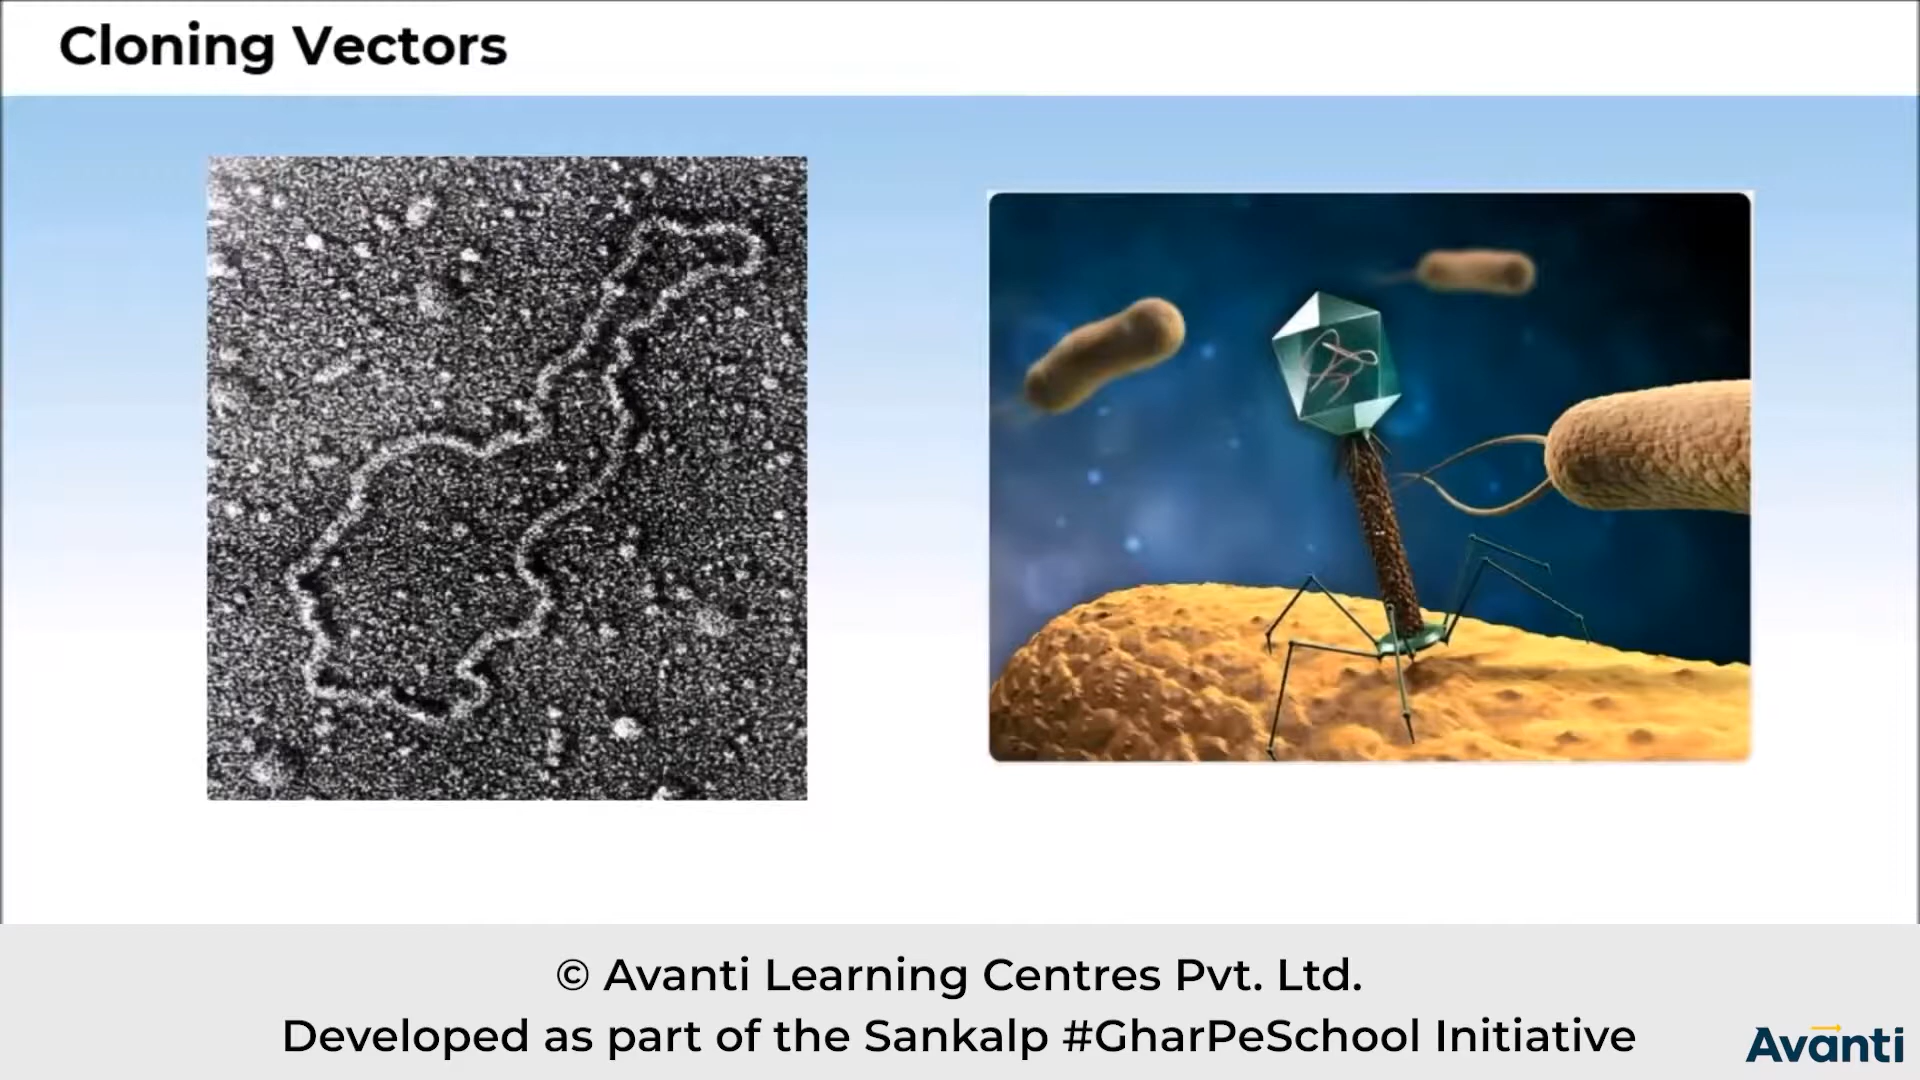 Cloning Vectors
© Avanti Learning Centres Pvt. Ltd.
Developed as part of the Sankalp #GharPeSchool Initiative
Avanti